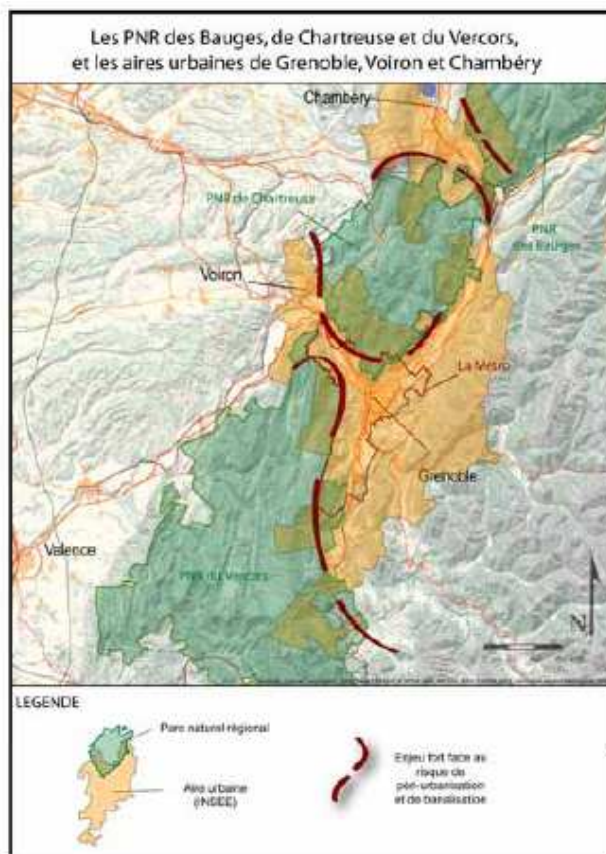 Les PNR des Bauges, de Chartreuse et du Vercors,
et les aires urbaines de Grenoble, Voiron et Chambéry
Chambéry
PNR de Chartreuse
PNR
des Bauges
Voiron
La Métro
Grenoble
Valence
PNR du Vercors
N
LEGENDE
Parc naturel régional
Aire urbaine
(INSEE)
Enjeu fort face au
risque de
péri-urbanisation
et de banalisation